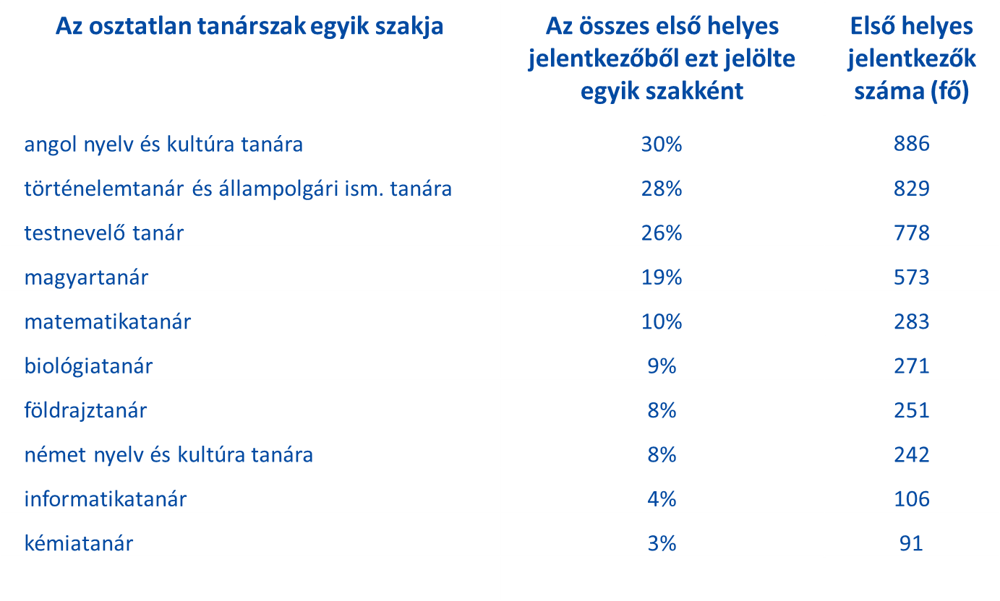 Az osztatlan tanárszak egyik szakja
Az összes első helyes
jelentkezőből ezt jelölte
egyik szakként
Első helyes
jelentkezők
száma (fő)
angol nyelv és kultúra tanára 30% 886
történelemtanár és állampolgári ism. tanára 28% 829
testnevelő tanár 26% 778
magyartanár 19% 573
matematikatanár 10% 283
biológiatanár 9% 271
földrajztanár 8% 251
német nyelv és kultúra tanára 8% 242
informatikatanár 4% 106
kémiatanár 3% 91